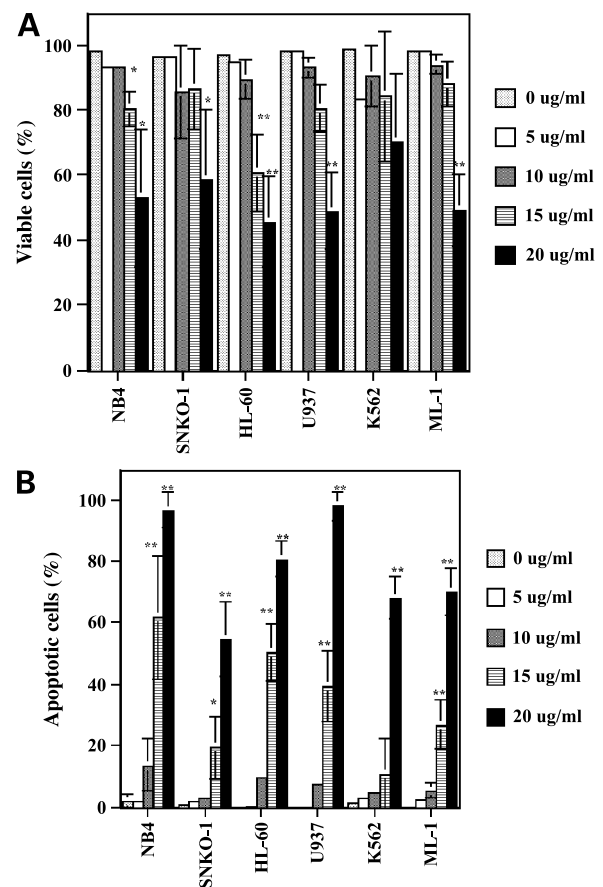 A
Viable cells (%)
100
80
60
40
20
0
*
*
*
**
**
**
**
NB4
SNKO-1
HL-60
U937
K562
ML-1
0 ug/ml
5 ug/ml
10 ug/ml
15 ug/ml
20 ug/ml
B
Apoptotic cells (%)
100
80
60
40
20
0
**
**
*
**
**
**
**
**
**
**
**
NB4
SNKO-1
HL-60
U937
K562
ML-1
0 ug/ml
5 ug/ml
10 ug/ml
15 ug/ml
20 ug/ml